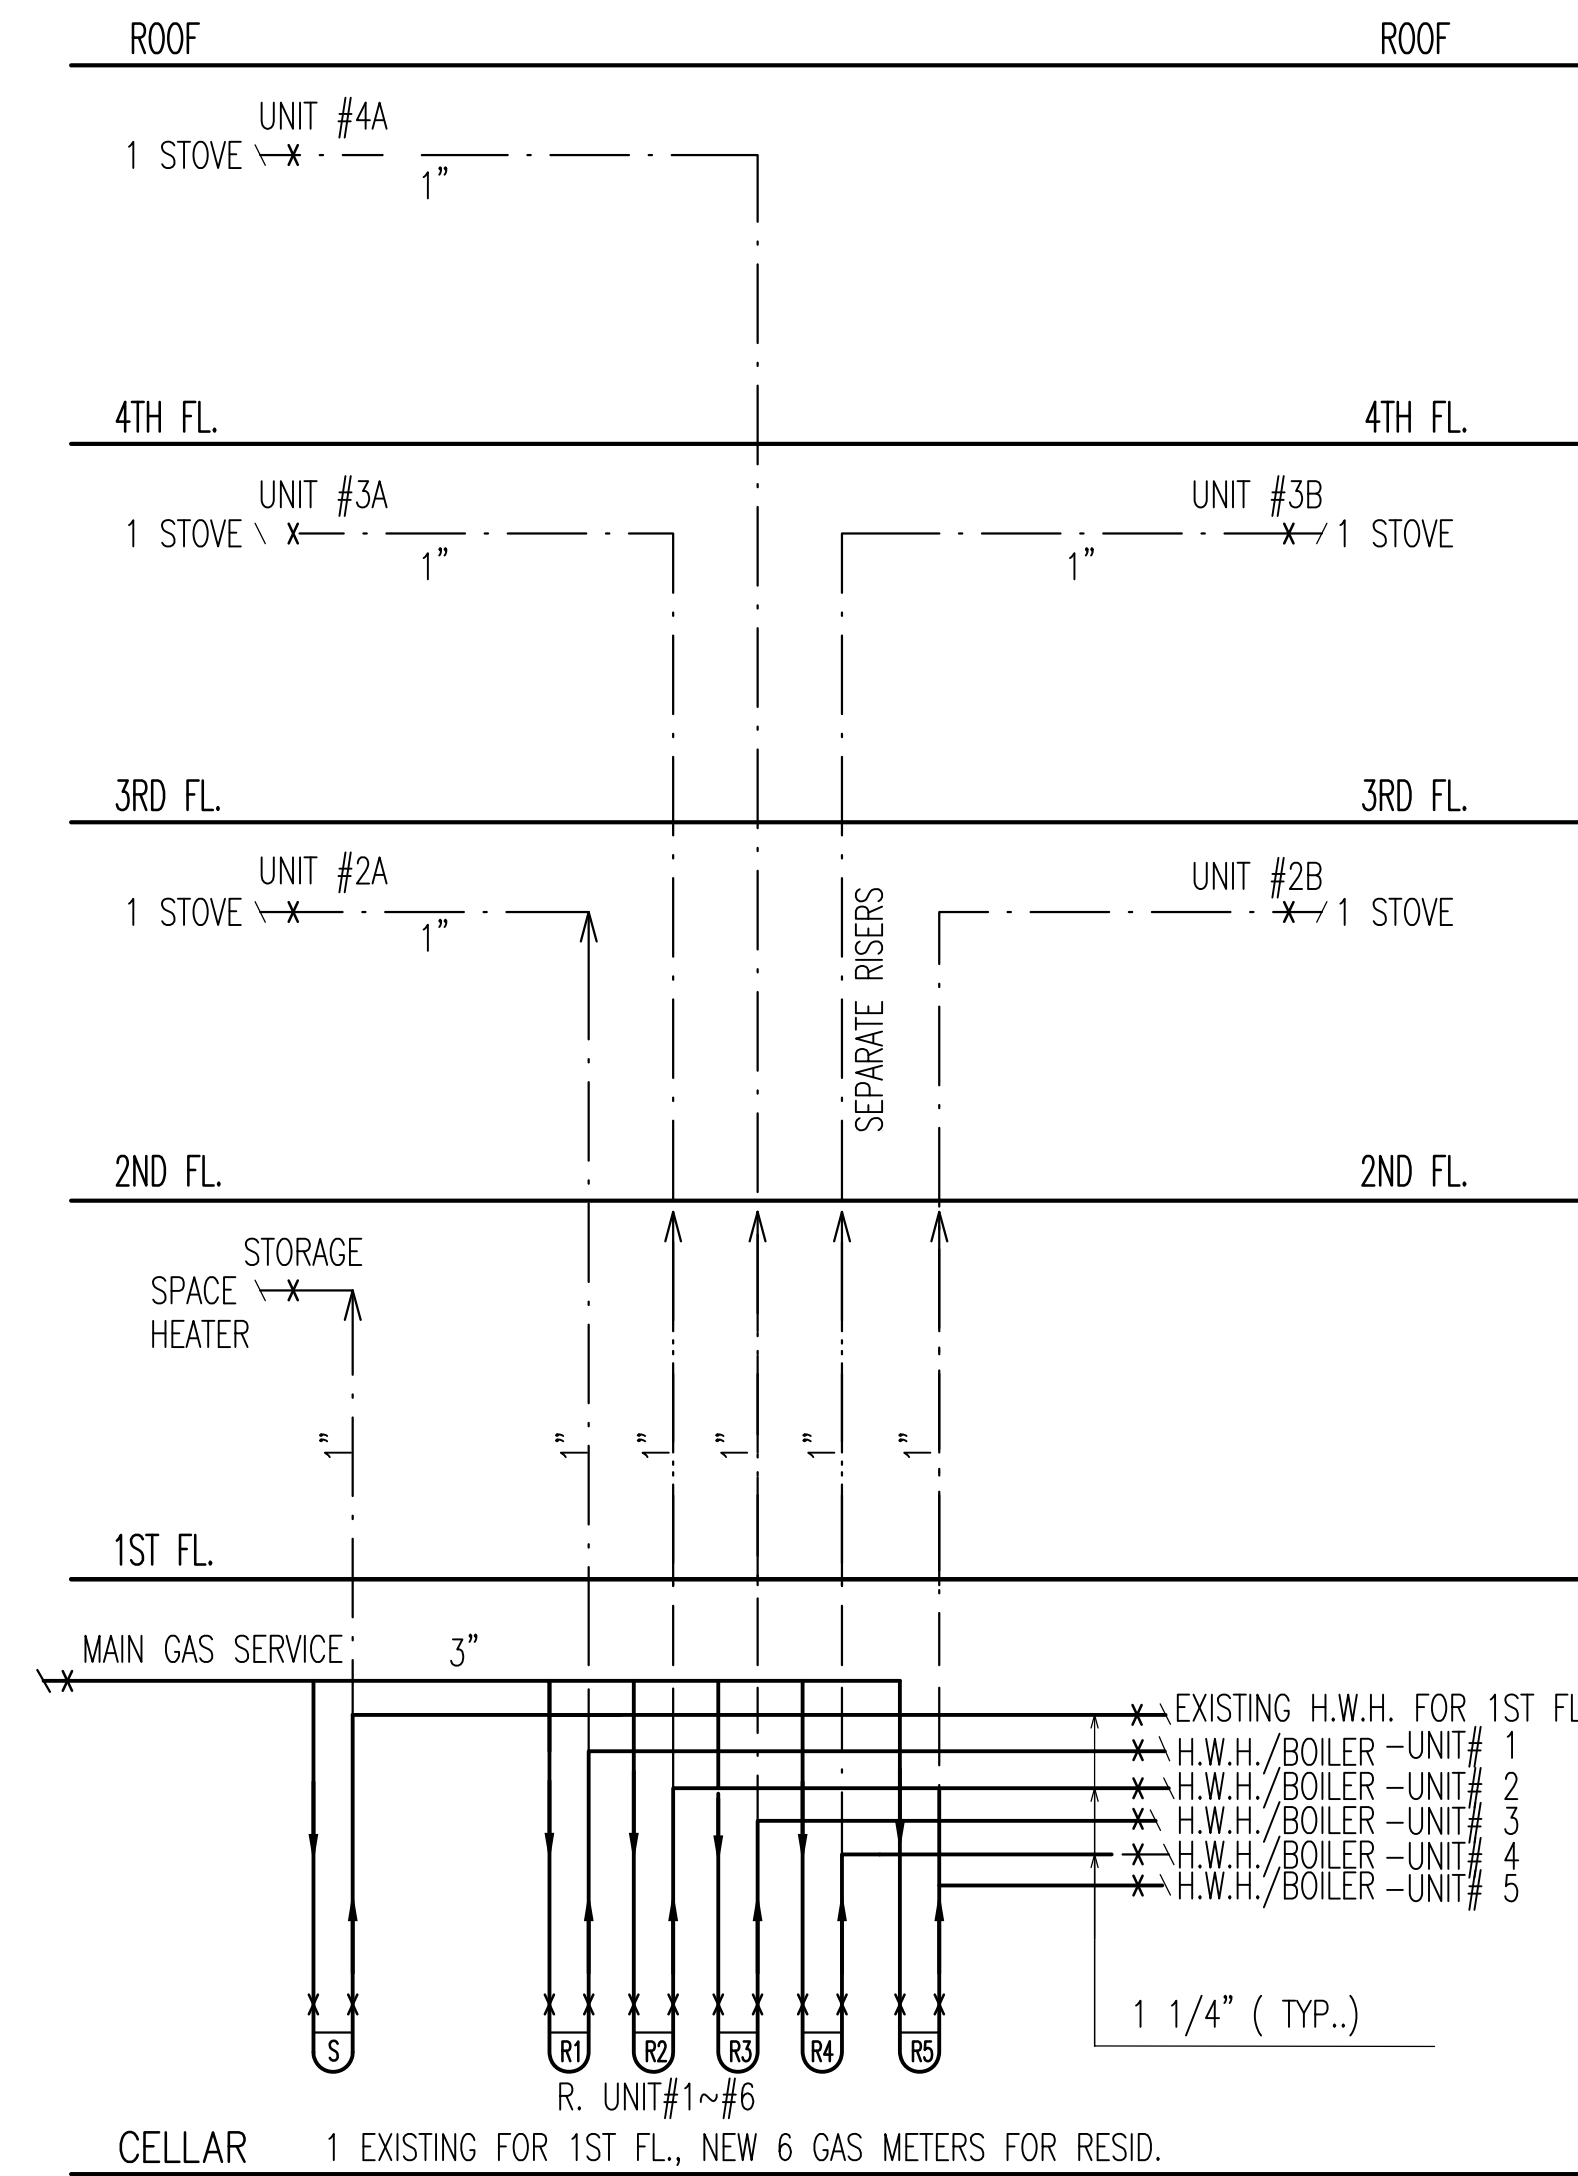 ROOF ROOF
UNIT #4A
1 STOVE
1"
4TH FL. 4TH FL.
UNIT #3A UNIT #3B
1 STOVE 1 STOVE
1" 1"
3RD FL. 3RD FL.
UNIT #2A UNIT #2B
1 STOVE 1 STOVE
1"
SEPARATE RISERS
2ND FL. 2ND FL.
STORAGE
SPACE
HEATER
1" 1" 1" 1" 1" 1"
1ST FL.
MAIN GAS SERVICE 3"
EXISTING H.W.H. FOR 1ST FL
H.W.H./BOILER -UNIT# 1
H.W.H./BOILER -UNIT# 2
H.W.H./BOILER -UNIT# 3
H.W.H./BOILER -UNIT# 4
H.W.H./BOILER -UNIT# 5
1 1/4" ( TYP..)
S R1 R2 R3 R4 R5
R. UNIT#1~#6
CELLAR 1 EXISTING FOR 1ST FL., NEW 6 GAS METERS FOR RESID.